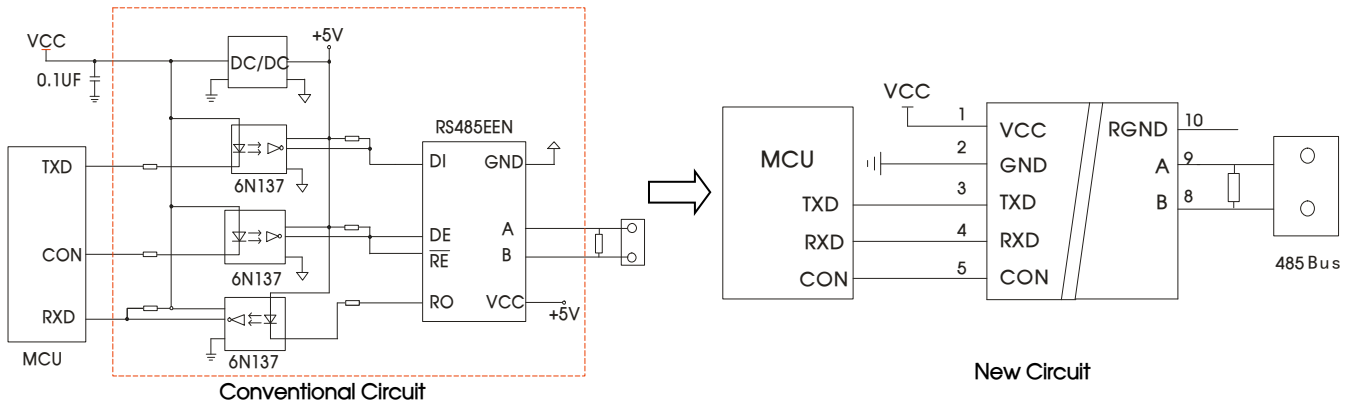 VCC
0.1UF
DC/DC
+5V
RS485EEN
TXD
6N137
DI
GND
CON
6N137
DE
RE
A
B
RXD
6N137
RO
VCC
+5V
MCU
Conventional Circuit
VCC
MCU
TXD
RXD
CON
1
2
3
4
5
VCC
GND
TXD
RXD
CON
RGND
A
B
10
9
8
485 Bus
New Circuit